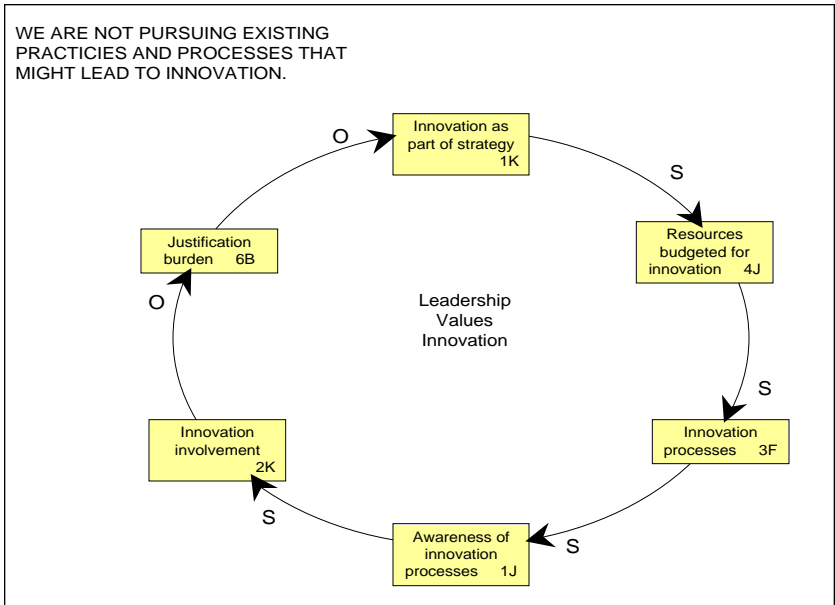 WE ARE NOT PURSUING EXISTING
PRACTICIES AND PROCESSES THAT
MIGHT LEAD TO INNOVATION.
O
Innovation as
part of strategy
1K
S
Resources
budgeted for
innovation 4J
S
Innovation
processes 3F
S
Awareness of
innovation
processes 1J
S
Innovation
involvement
2K
O
Justification
burden 6B
Leadership
Values
Innovation